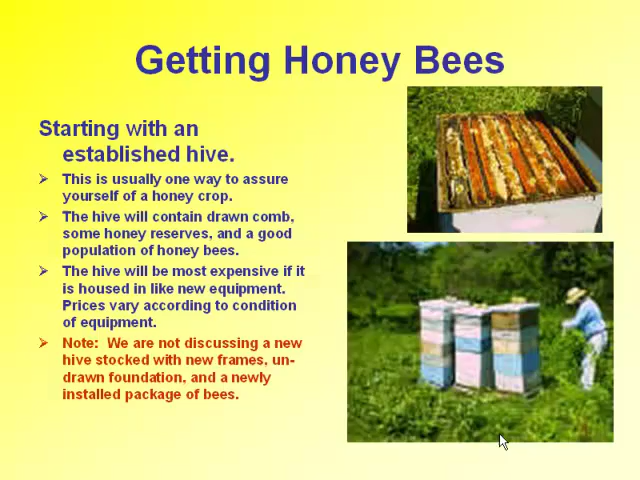 Getting Honey Bees
Starting with an
established hive.
This is usually one way to assure
yourself of a honey crop.
The hive will contain drawn comb,
some honey reserves, and a good
population of honey bees.
The hive will be most expensive if it
is housed in like new equipment.
Prices vary according to condition
of equipment.
Note:  We are not discussing a new
hive stocked with new frames, un-
drawn foundation, and a newly
installed package of bees.